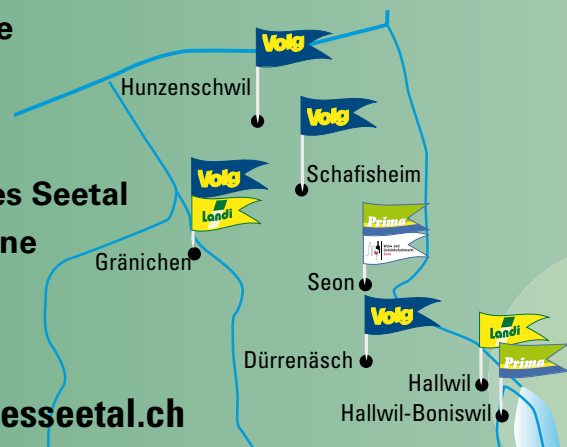 e
Volg
Hunzenschwil
Volg
Schafisheim
es Seetal
Volg
Landi
ne
Gränichen
Prima
Seon
Volg
Dürrenäsch
Landi
Prima
Hallwil
Hallwil-Boniswil
esseetal.ch